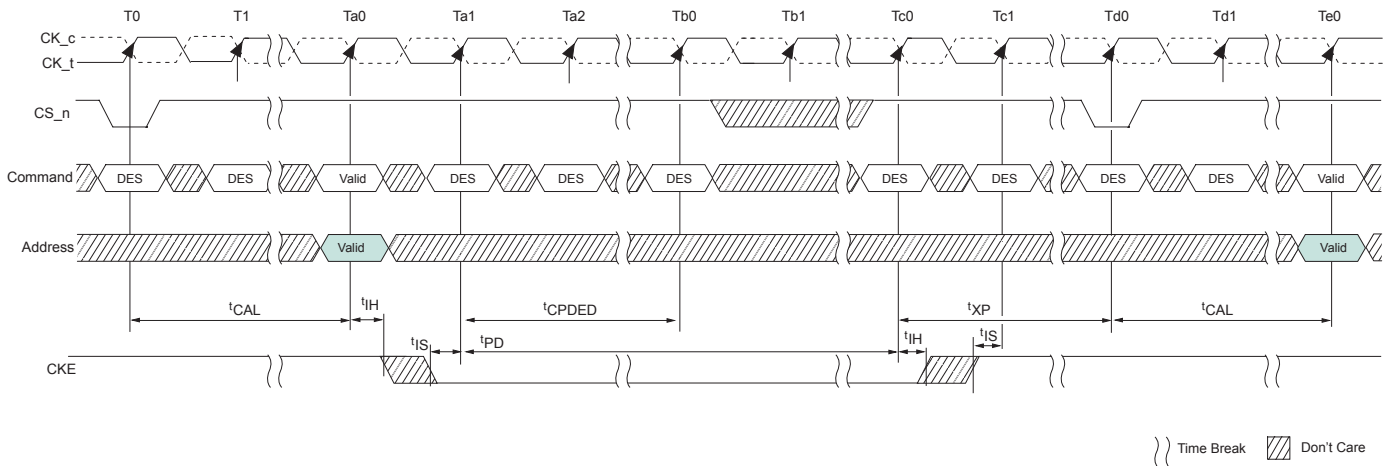 T0 T1 Ta0 Ta1 Ta2 Tb0 Tb1 Tc0 Tc1 Td0 Td1 Te0
CK_c
CK_t
CS_n
Command DES DES Valid DES DES DES DES DES DES DES Valid
Address Valid Valid
tCAL tIH tCPDED tXP tCAL
tIS tPD tIH tIS
CKE
Time Break Don't Care